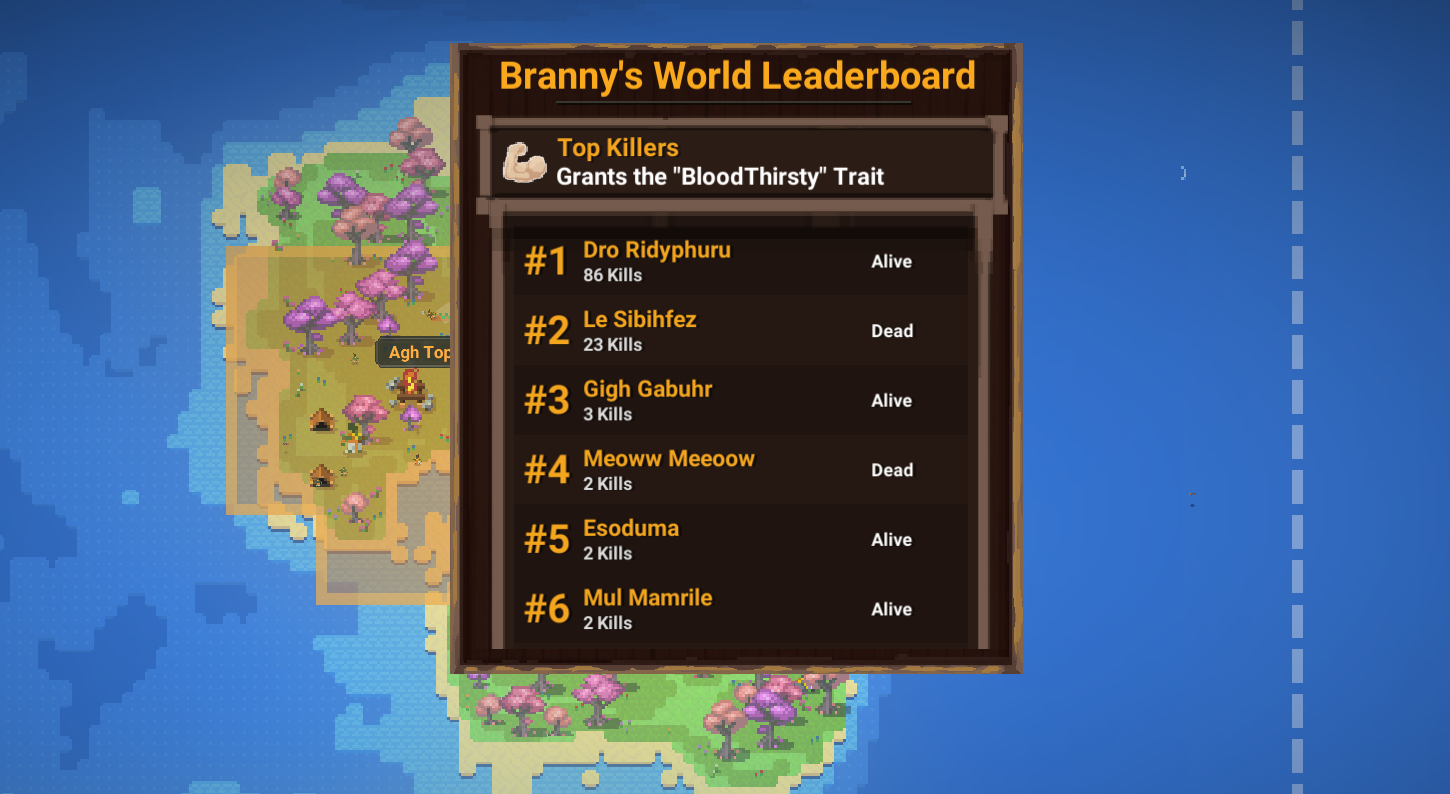 Branny's World Leaderboard
Top Killers
Grants the "BloodThirsty" Trait
#1 Dro Ridyphuru Alive
86 Kills
#2 Le Sibihfez Dead
23 Kills
#3 Gigh Gabuhr Alive
3 Kills
#4 Meoww Meeoow Dead
2 Kills
#5 Esoduma Alive
2 Kills
#6 Mul Mamrile Alive
2 Kills
Agh Top